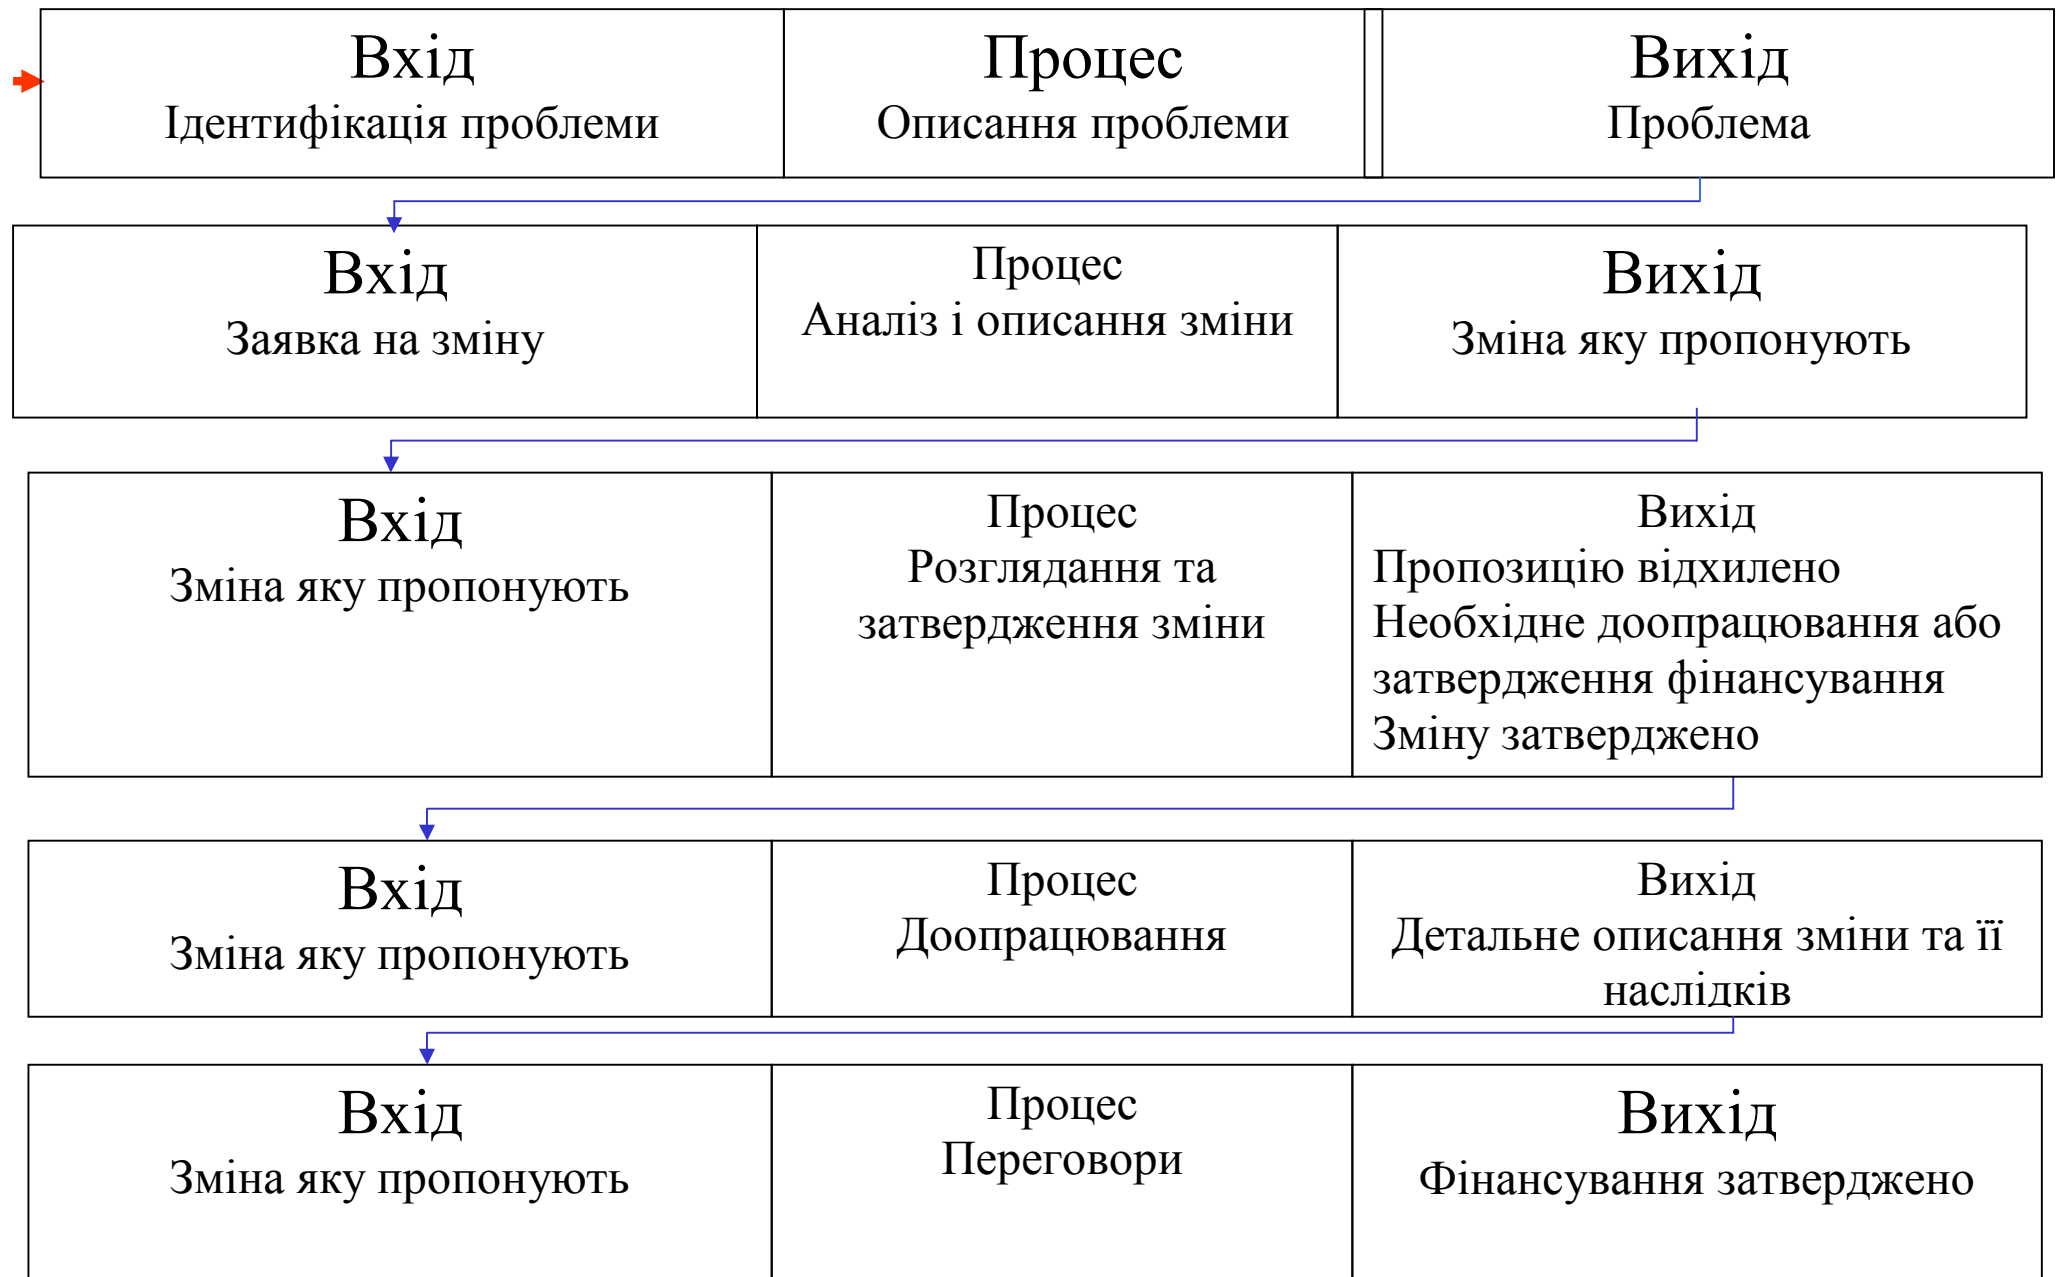 Вхід
Ідентифікація проблеми
Процес
Описання проблеми
Вихід
Проблема
Вхід
Заявка на зміну
Процес
Аналіз і описання зміни
Вихід
Зміна яку пропонують
Вхід
Зміна яку пропонують
Процес
Розглядання та
затвердження зміни
Вихід
Пропозицію відхилено
Необхідне доопрацювання або
затвердження фінансування
Зміну затверджено
Вхід
Зміна яку пропонують
Процес
Доопрацювання
Вихід
Детальне описання зміни та її
наслідків
Вхід
Зміна яку пропонують
Процес
Переговори
Вихід
Фінансування затверджено